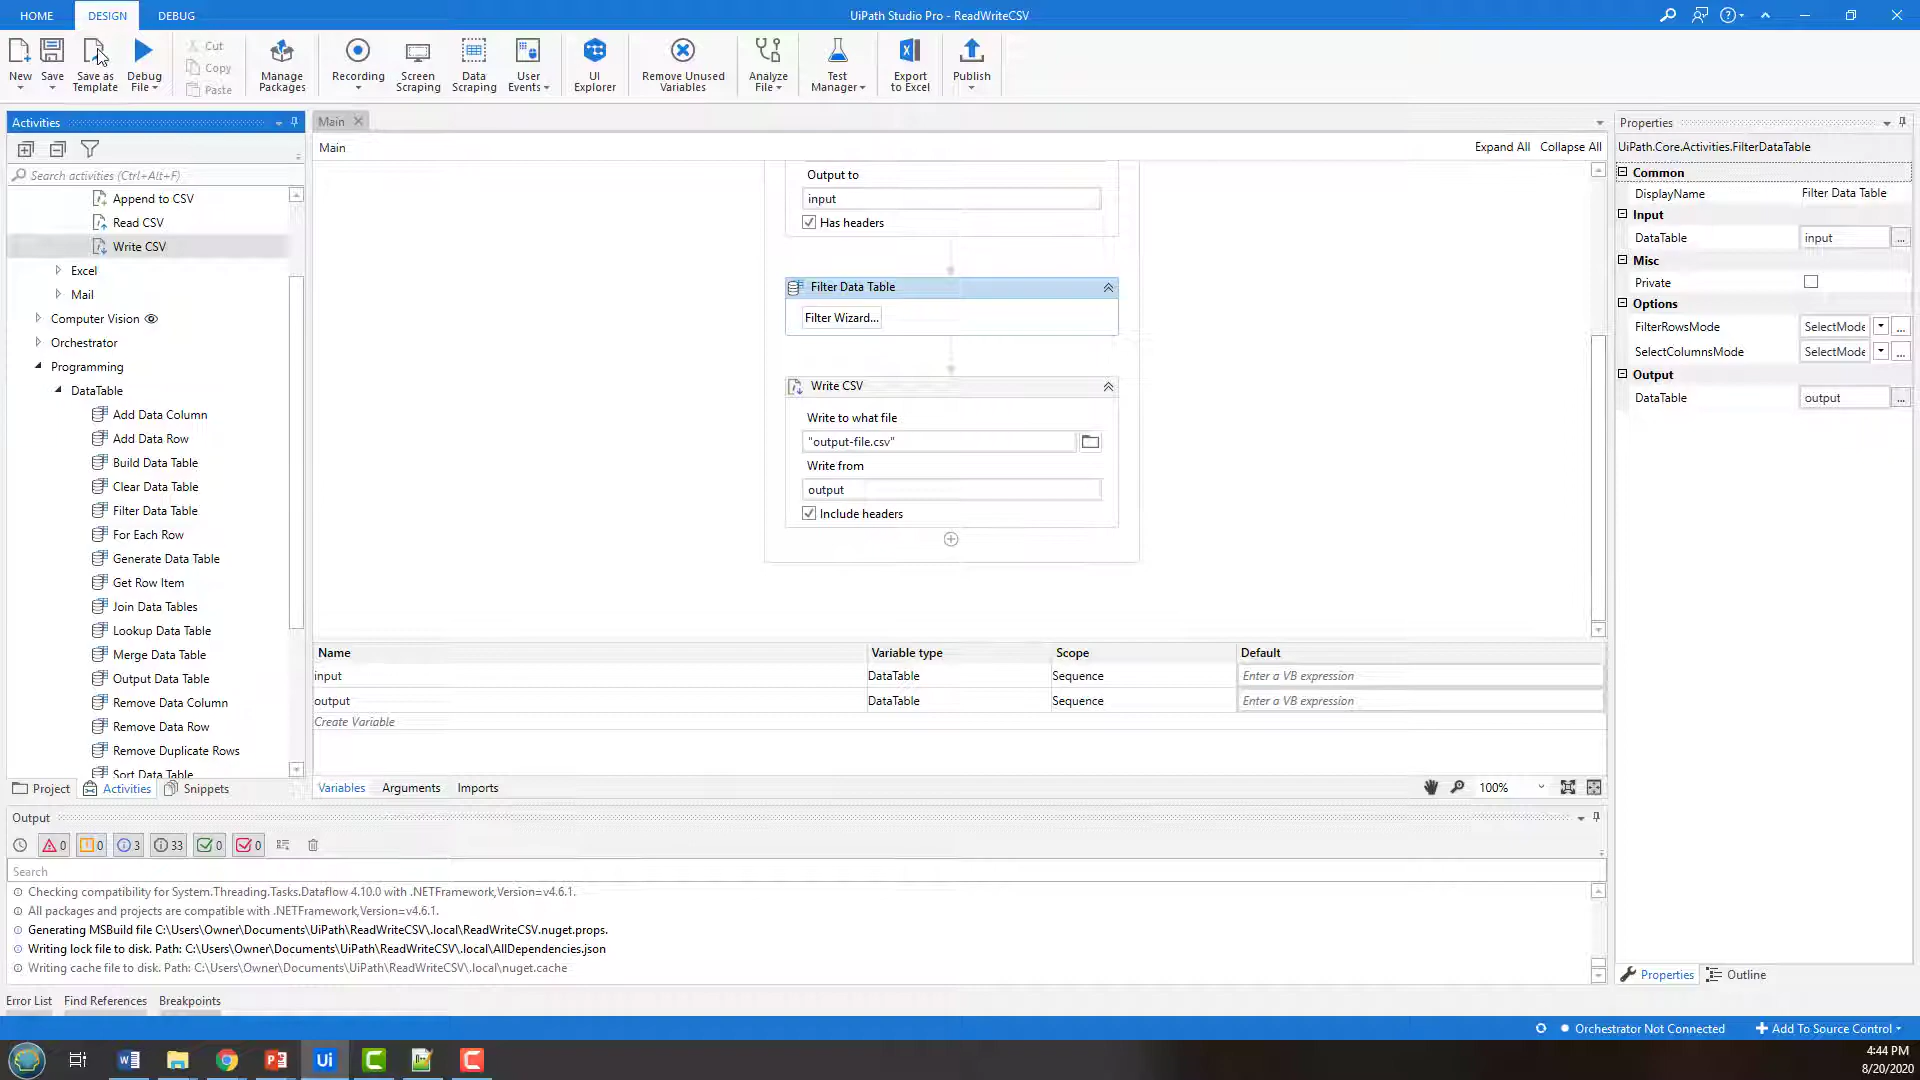 HOME DESIGN DEBUG
UiPath Studio Pro - ReadWriteCSV
New
Save
Save as Template
Debug File
Cut
Copy
Paste
Manage Packages
Recording
Screen Scraping
Data Scraping
User Events
UI Explorer
Remove Unused Variables
Analyze File
Test Manager
Export to Excel
Publish
Activities
Search activities (Ctrl+Alt+F)
Append to CSV
Read CSV
Write CSV
Excel
Mail
Computer Vision
Orchestrator
Programming
DataTable
Add Data Column
Add Data Row
Build Data Table
Clear Data Table
Filter Data Table
For Each Row
Generate Data Table
Get Row Item
Join Data Tables
Lookup Data Table
Merge Data Table
Output Data Table
Remove Data Column
Remove Data Row
Remove Duplicate Rows
Sort Data Table
Project Activities Snippets
Main
Main
Expand All Collapse All
Output to
input
Has headers
Filter Data Table
Filter Wizard...
Write CSV
Write to what file
"output-file.csv"
Write from
output
Include headers
Name Variable type Scope Default
input DataTable Sequence Enter a VB expression
output DataTable Sequence Enter a VB expression
Create Variable
Variables Arguments Imports
100%
Properties
UiPath.Core.Activities.FilterDataTable
Common
DisplayName Filter Data Table
Input
DataTable input ...
Misc
Private
Options
FilterRowsMode SelectMode ...
SelectColumnsMode SelectMode ...
Output
DataTable output ...
Properties Outline
Output
0 0 3 33 0 0
Search
Checking compatibility for System.Threading.Tasks.Dataflow 4.10.0 with .NETFramework,Version=v4.6.1.
All packages and projects are compatible with .NETFramework,Version=v4.6.1.
Generating MSBuild file C:\Users\Owner\Documents\UiPath\ReadWriteCSV\.local\ReadWriteCSV.nuget.props.
Writing lock file to disk. Path: C:\Users\Owner\Documents\UiPath\ReadWriteCSV\.local\AllDependencies.json
Writing cache file to disk. Path: C:\Users\Owner\Documents\UiPath\ReadWriteCSV\.local\nuget.cache
Error List Find References Breakpoints
Orchestrator Not Connected Add To Source Control
Ui
4:44 PM
8/20/2020